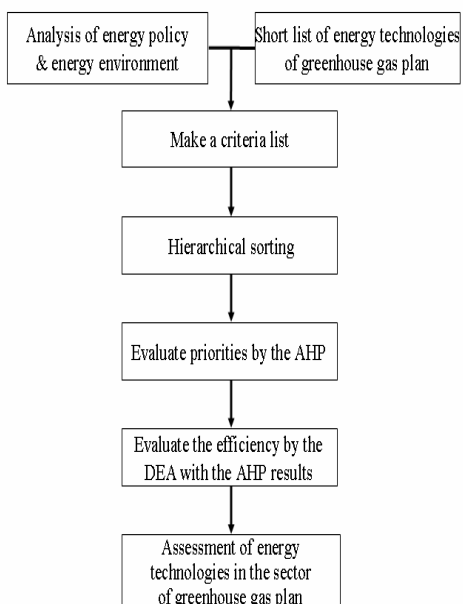 Analysis of energy policy
& energy environment
Short list of energy technologies
of greenhouse gas plan
Make a criteria list
Hierarchical sorting
Evaluate priorities by the AHP
Evaluate the efficiency by the
DEA with the AHP results
Assessment of energy
technologies in the sector
of greenhouse gas plan